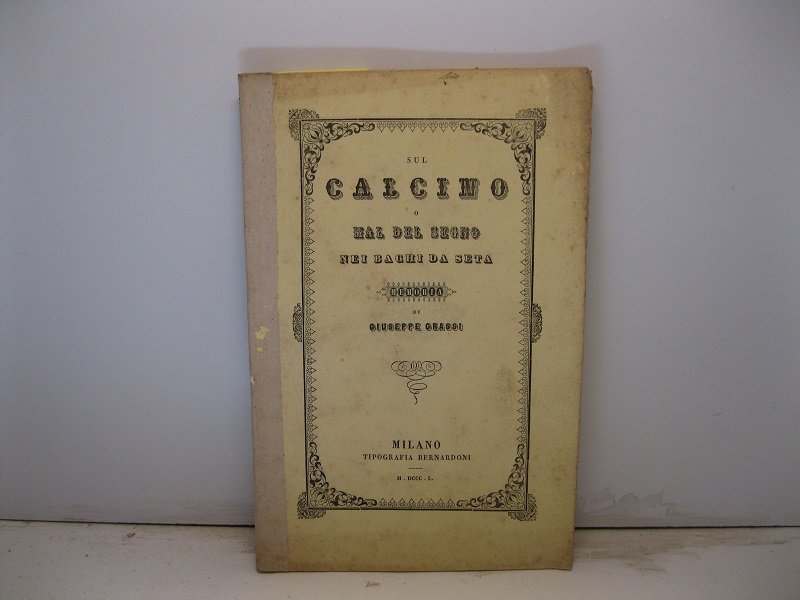 SUL
CALCINO
O
MAL DEL SEGNO
NEI BACHI DA SETA
MEMORIA
DI
GIUSEPPE GRASSI
MILANO
TIPOGRAFIA BERNARDONI
M . DCCC . L.